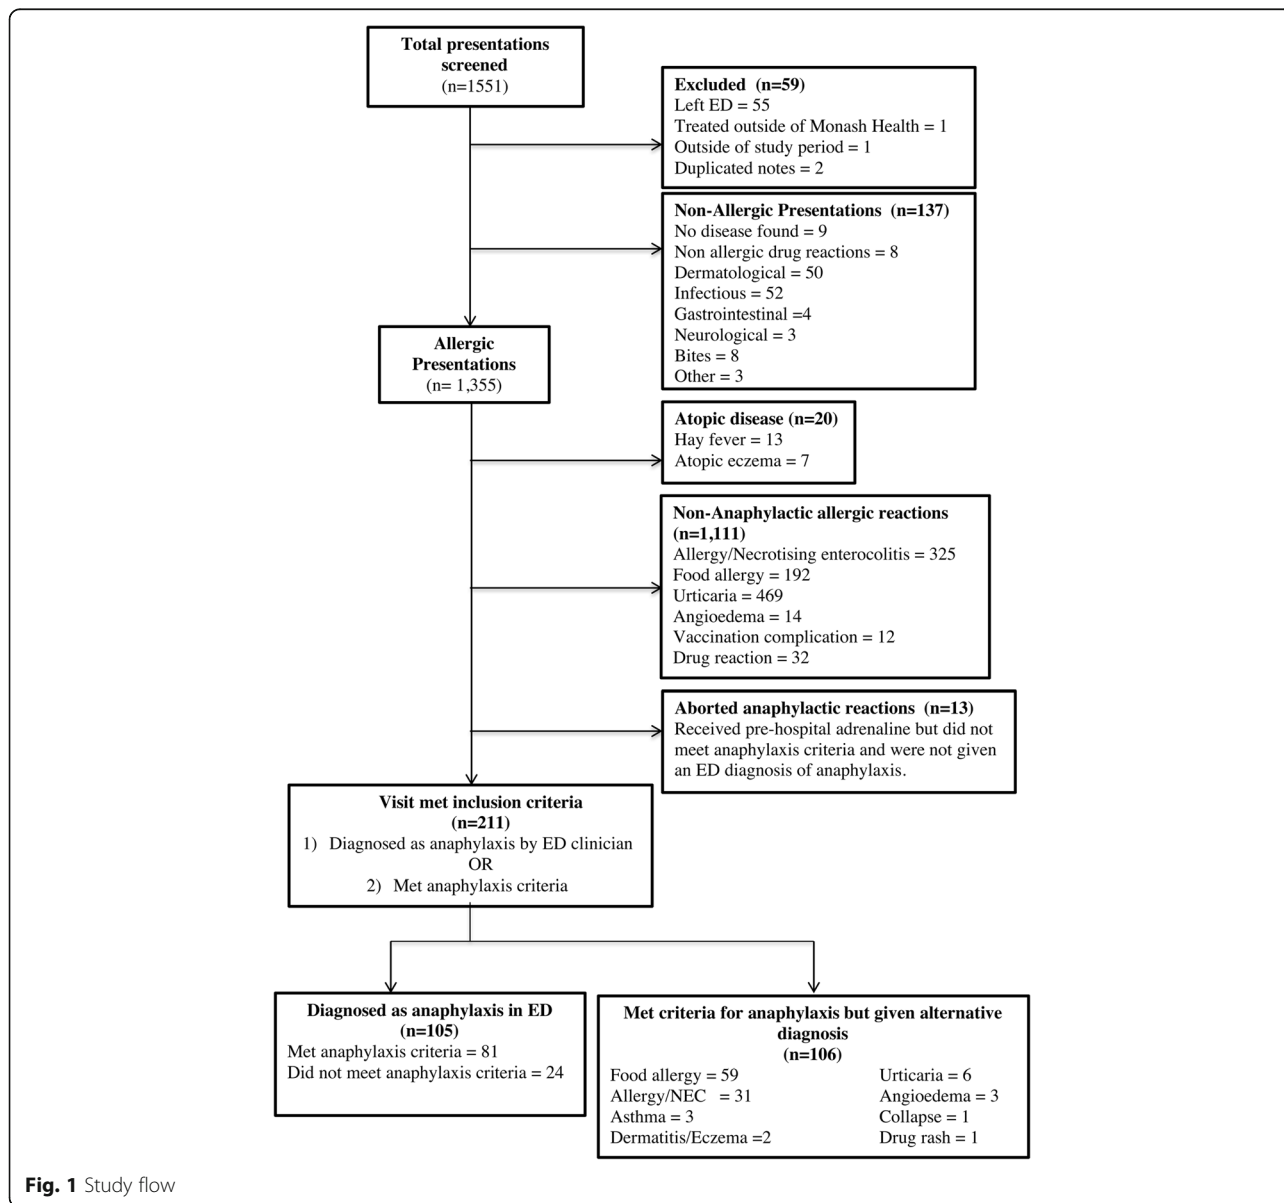 Total presentations
screened
(n=1551)
Excluded (n=59)
Left ED = 55
Treated outside of Monash Health = 1
Outside of study period = 1
Duplicated notes = 2
Non-Allergic Presentations (n=137)
No disease found = 9
Non allergic drug reactions = 8
Dermatological = 50
Infectious = 52
Gastrointestinal =4
Neurological = 3
Bites = 8
Other = 3
Allergic
Presentations
(n= 1,355)
Atopic disease (n=20)
Hay fever = 13
Atopic eczema = 7
Non-Anaphylactic allergic reactions
(n=1,111)
Allergy/Necrotising enterocolitis = 325
Food allergy = 192
Urticaria = 469
Angioedema = 14
Vaccination complication = 12
Drug reaction = 32
Aborted anaphylactic reactions (n=13)
Received pre-hospital adrenaline but did not
meet anaphylaxis criteria and were not given
an ED diagnosis of anaphylaxis.
Visit met inclusion criteria
(n=211)
1) Diagnosed as anaphylaxis by ED clinician
OR
2) Met anaphylaxis criteria
Diagnosed as anaphylaxis in ED
(n=105)
Met anaphylaxis criteria = 81
Did not meet anaphylaxis criteria = 24
Met criteria for anaphylaxis but given alternative
diagnosis
(n=106)
Food allergy = 59
Allergy/NEC = 31
Asthma = 3
Dermatitis/Eczema =2
Urticaria = 6
Angioedema = 3
Collapse = 1
Drug rash = 1
Fig. 1 Study flow